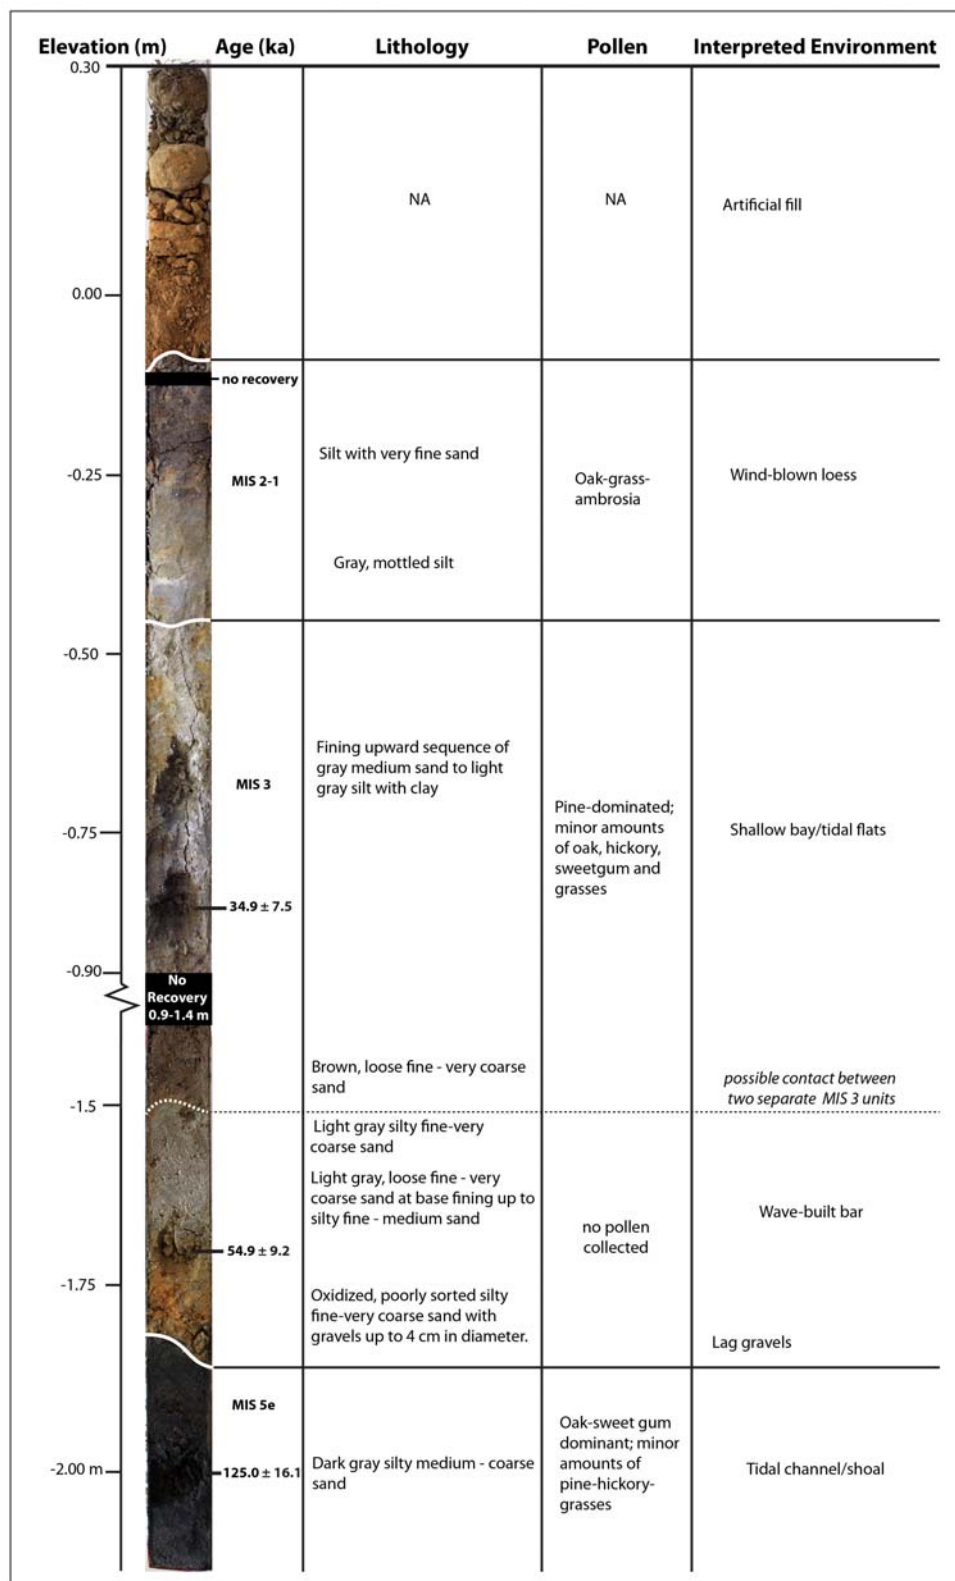 Elevation (m) Age (ka) Lithology Pollen Interpreted Environment
0.30
NA
NA
Artificial fill
0.00
no recovery
Silt with very fine sand
-0.25
MIS 2-1
Oak-grass-
ambrosia
Wind-blown loess
Gray, mottled silt
-0.50
Fining upward sequence of
gray medium sand to light
gray silt with clay
MIS 3
Pine-dominated;
minor amounts
of oak, hickory,
sweetgum and
grasses
-0.75
Shallow bay/tidal flats
34.9 ± 7.5
-0.90
No
Recovery
0.9-1.4 m
Brown, loose fine - very coarse
sand
possible contact between
two separate MIS 3 units
-1.5
Light gray silty fine-very
coarse sand
Light gray, loose fine - very
coarse sand at base fining up to
silty fine - medium sand
no pollen
collected
Wave-built bar
54.9 ± 9.2
-1.75
Oxidized, poorly sorted silty
fine-very coarse sand with
gravels up to 4 cm in diameter.
Lag gravels
MIS 5e
Oak-sweet gum
dominant; minor
amounts of
pine-hickory-
grasses
-2.00 m
125.0 ± 16.1
Dark gray silty medium - coarse
sand
Tidal channel/shoal